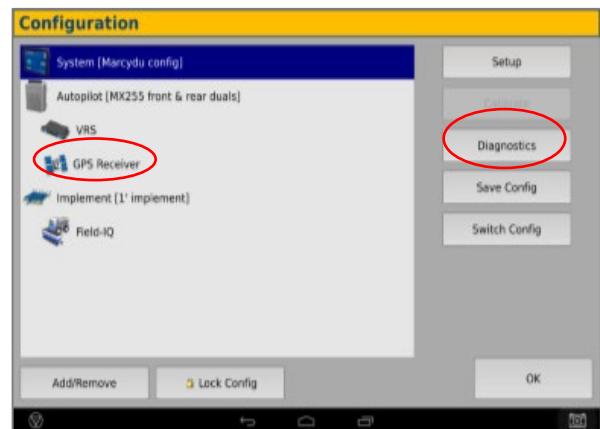 Configuration
System [Marcydu config]
Autopilot [MX255 front & rear duals]
VRS
GPS Receiver
Implement [1' implement]
Field-IQ
Setup
Calibrate
Diagnostics
Save Config
Switch Config
Add/Remove
Lock Config
OK